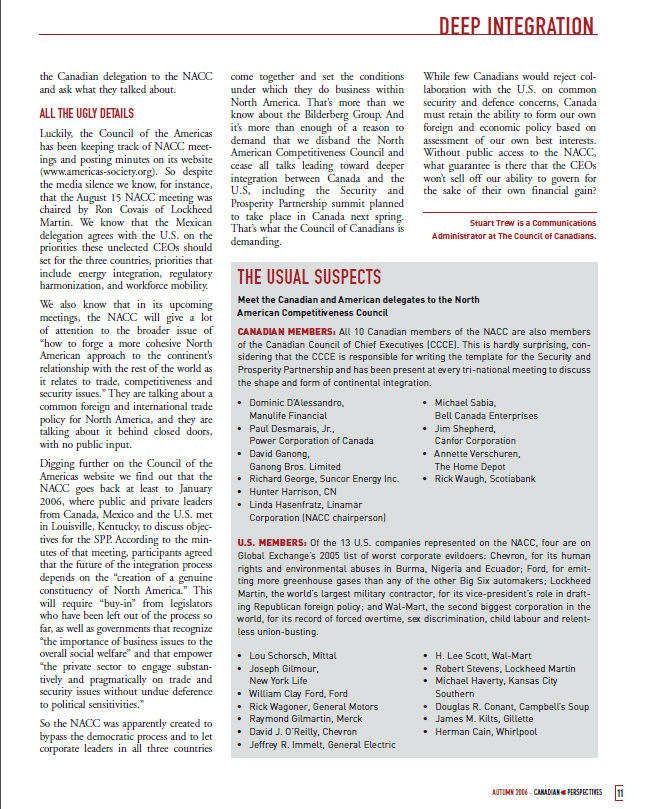 DEEP INTEGRATION
the Canadian delegation to the NACC
and ask what they talked about.
ALL THE UGLY DETAILS
Luckily, the Council of the Americas
has been keeping track of NACC meet-
ings and posting minutes on its website
(www.americas-society.org). So despite
the media silence we know, for instance,
that the August 15 NACC meeting was
chaired by Ron Covais of Lockheed
Martin. We know that the Mexican
delegation agrees with the U.S. on the
priorities these unelected CEOs should
set for the three countries, priorities that
include energy integration, regulatory
harmonization, and workforce mobility.
We also know that in its upcoming
meetings, the NACC will give a lot
of attention to the broader issue of
"how to forge a more cohesive North
American approach to the continent's
relationship with the rest of the world as
it relates to trade, competitiveness and
security issues." They are talking about a
common foreign and international trade
policy for North America, and they are
talking about it behind closed doors,
with no public input.
Digging further on the Council of the
Americas website we find out that the
NACC goes back at least to January
2006, where public and private leaders
from Canada, Mexico and the U.S. met
in Louisville, Kentucky, to discuss objec-
tives for the SPP. According to the min-
utes of that meeting, participants agreed
that the future of the integration process
depends on the "creation of a genuine
constituency of North America." This
will require "buy-in" from legislators
who have been left out of the process so
far, as well as governments that recognize
"the importance of business issues to the
overall social welfare" and that empower
"the private sector to engage substan-
tively and pragmatically on trade and
security issues without undue deference
to political sensitivities."
So the NACC was apparently created to
bypass the democratic process and to let
corporate leaders in all three countries
come together and set the conditions
under which they do business within
North America. That's more than we
know about the Bilderberg Group. And
it's more than enough of a reason to
demand that we disband the North
American Competitiveness Council and
cease all talks leading toward deeper
integration between Canada and the
U.S, including the Security and
Prosperity Partnership summit planned
to take place in Canada next spring.
That's what the Council of Canadians is
demanding.
While few Canadians would reject col-
laboration with the U.S. on common
security and defence concerns, Canada
must retain the ability to form our own
foreign and economic policy based on
assessment of our own best interests.
Without public access to the NACC,
what guarantee is there that the CEOs
won't sell off our ability to govern for
the sake of their own financial gain?
Stuart Trew is a Communications
Administrator at The Council of Canadians.
THE USUAL SUSPECTS
Meet the Canadian and American delegates to the North
American Competitiveness Council
CANADIAN MEMBERS: All 10 Canadian members of the NACC are also members
of the Canadian Council of Chief Executives (CCCE). This is hardly surprising, con-
sidering that the CCCE is responsible for writing the template for the Security and
Prosperity Partnership and has been present at every tri-national meeting to discuss
the shape and form of continental integration.
• Dominic D'Alessandro,
Manulife Financial
• Paul Desmarais, Jr.,
Power Corporation of Canada
• David Ganong,
Ganong Bros. Limited
• Richard George, Suncor Energy Inc.
• Hunter Harrison, CN
• Linda Hasenfratz, Linamar
Corporation (NACC chairperson)
• Michael Sabia,
Bell Canada Enterprises
• Jim Shepherd,
Canfor Corporation
• Annette Verschuren,
The Home Depot
• Rick Waugh, Scotiabank
U.S. MEMBERS: Of the 13 U.S. companies represented on the NACC, four are on
Global Exchange's 2005 list of worst corporate evildoers: Chevron, for its human
rights and environmental abuses in Burma, Nigeria and Ecuador; Ford, for emit-
ting more greenhouse gases than any of the other Big Six automakers; Lockheed
Martin, the world's largest military contractor, for its vice-president's role in draft-
ing Republican foreign policy; and Wal-Mart, the second biggest corporation in the
world, for its record of forced overtime, sex discrimination, child labour and relent-
less union-busting.
• Lou Schorsch, Mittal
• Joseph Gilmour,
New York Life
• William Clay Ford, Ford
• Rick Wagoner, General Motors
• Raymond Gilmartin, Merck
• David J. O'Reilly, Chevron
• Jeffrey R. Immelt, General Electric
• H. Lee Scott, Wal-Mart
• Robert Stevens, Lockheed Martin
• Michael Haverty, Kansas City
Southern
• Douglas R. Conant, Campbell's Soup
• James M. Kilts, Gillette
• Herman Cain, Whirlpool
AUTUMN 2006 - CANADIAN PERSPECTIVES 11